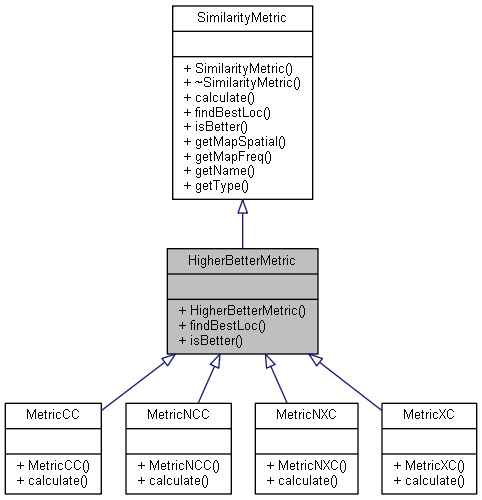 SimilarityMetric
+ SimilarityMetric()
+ ~SimilarityMetric()
+ calculate()
+ findBestLoc()
+ isBetter()
+ getMapSpatial()
+ getMapFreq()
+ getName()
+ getType()
HigherBetterMetric
+ HigherBetterMetric()
+ findBestLoc()
+ isBetter()
MetricCC
+ MetricCC()
+ calculate()
MetricNCC
+ MetricNCC()
+ calculate()
MetricNXC
+ MetricNXC()
+ calculate()
MetricXC
+ MetricXC()
+ calculate()